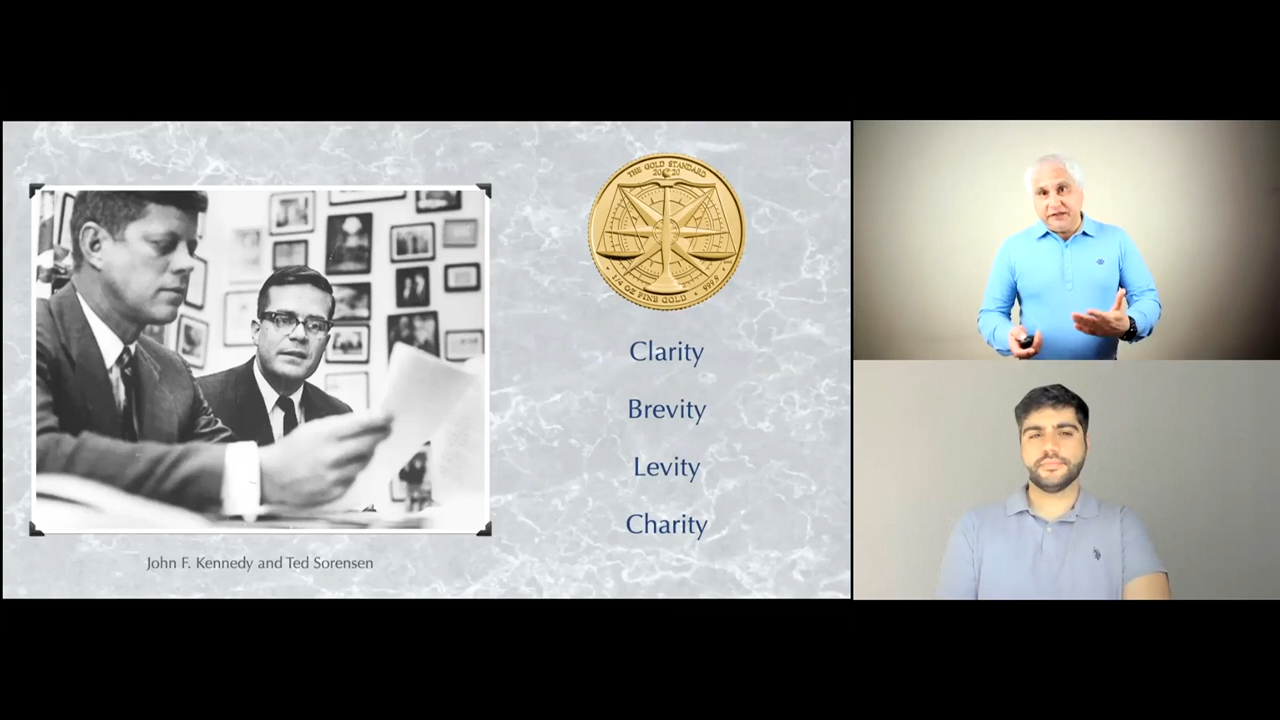 THE GOLD STANDARD
2020
1/4 OZ FINE GOLD • 999.9
Clarity
Brevity
Levity
Charity
John F. Kennedy and Ted Sorensen